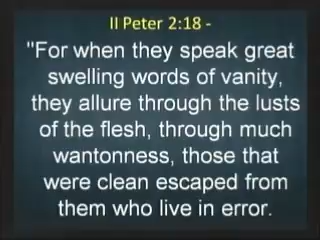 II Peter 2:18 -
"For when they speak great
swelling words of vanity,
they allure through the lusts
of the flesh, through much
wantonness, those that
were clean escaped from
them who live in error.